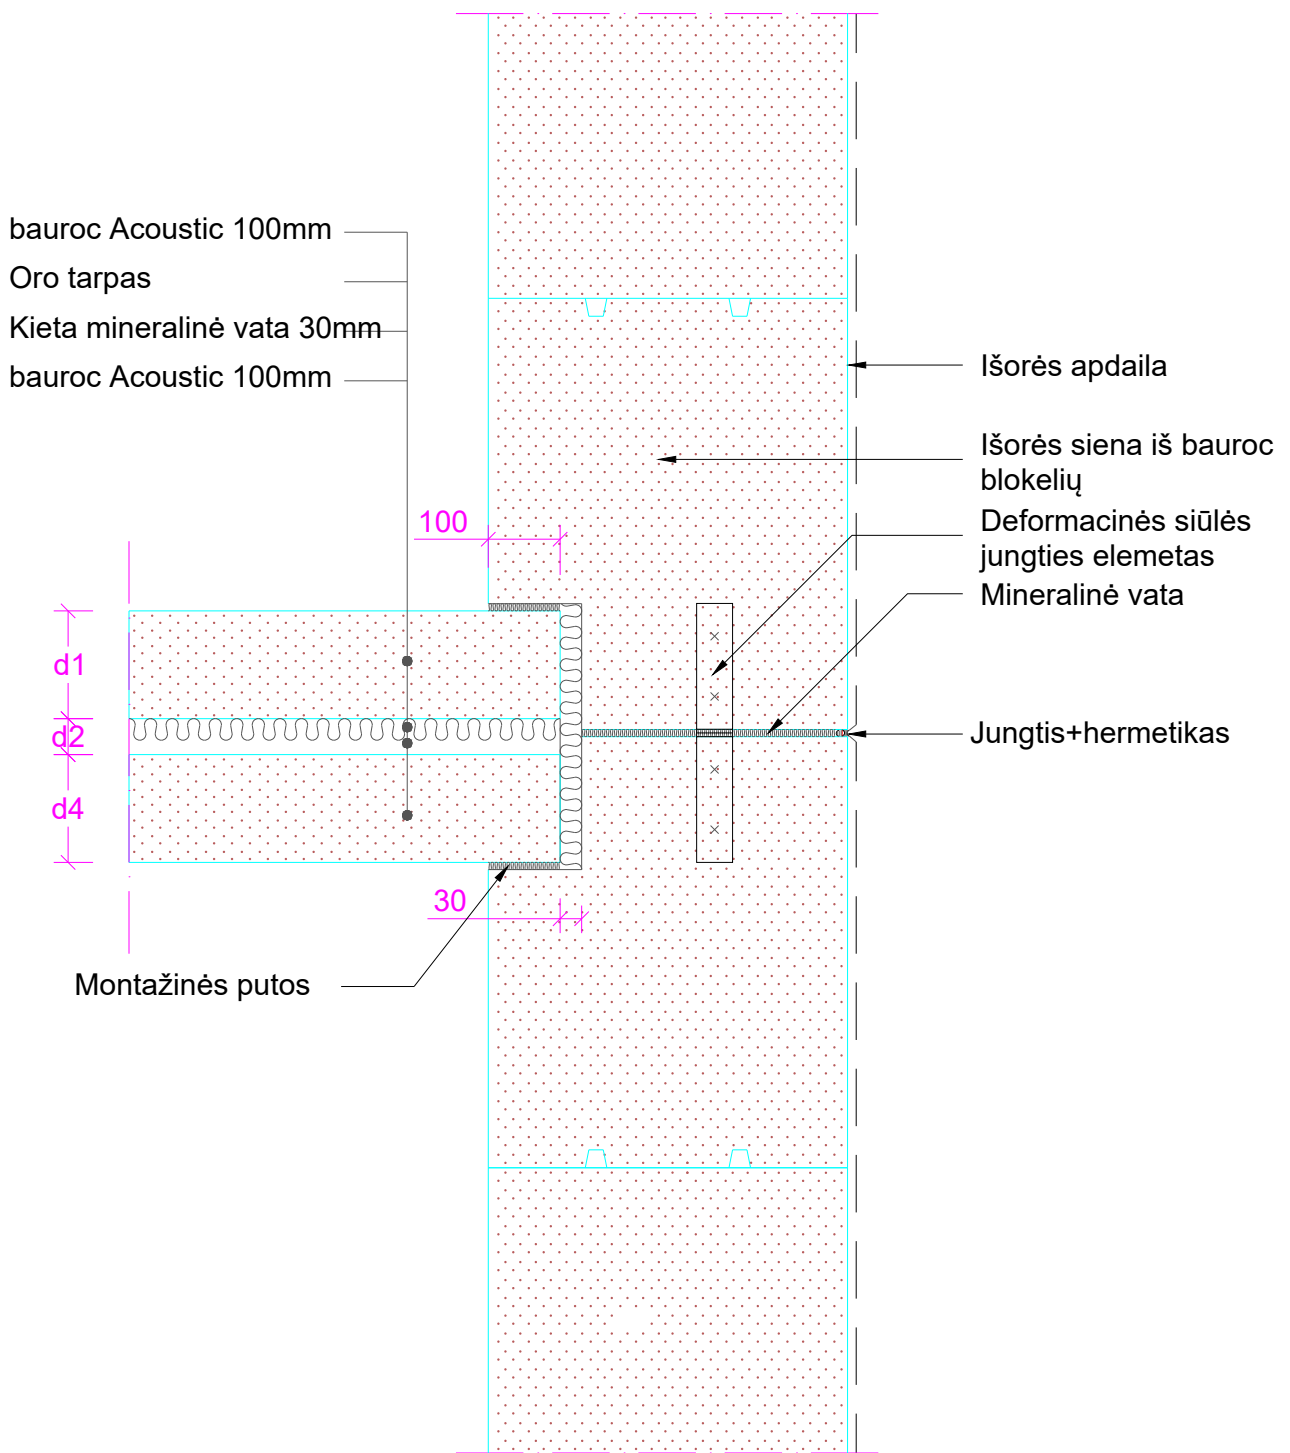 bauroc Acoustic 100mm
Oro tarpas
Kieta mineralinė vata 30mm
bauroc Acoustic 100mm
Išorės apdaila
Išorės siena iš bauroc
blokelių
Deformacinės siūlės
jungties elemetas
Mineralinė vata
Jungtis+hermetikas
100
d1
d2
d4
30
Montažinės putos